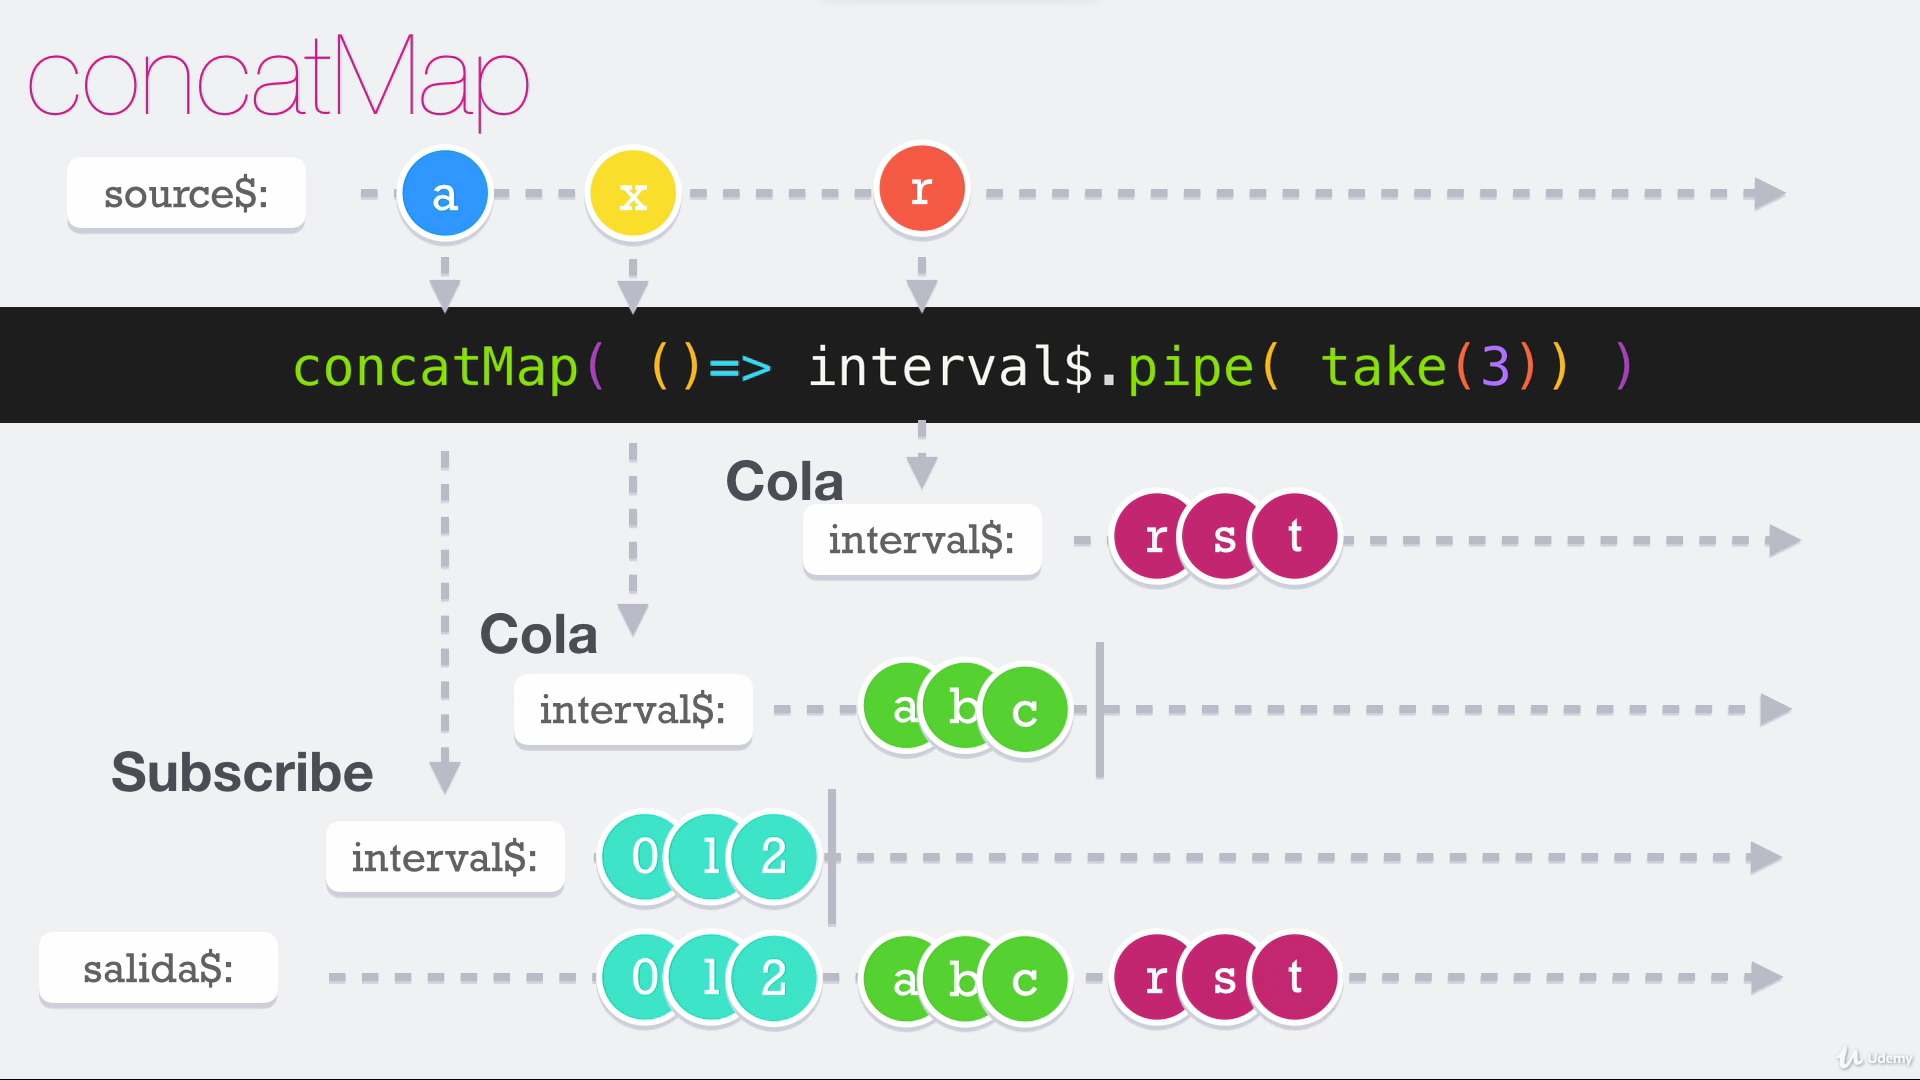 concatMap
source$: a x r
concatMap( ()=> interval$.pipe( take(3)) )
Cola
interval$: r s t
Cola
interval$: a b c
Subscribe
interval$: 0 1 2
salida$: 0 1 2 a b c r s t
Udemy